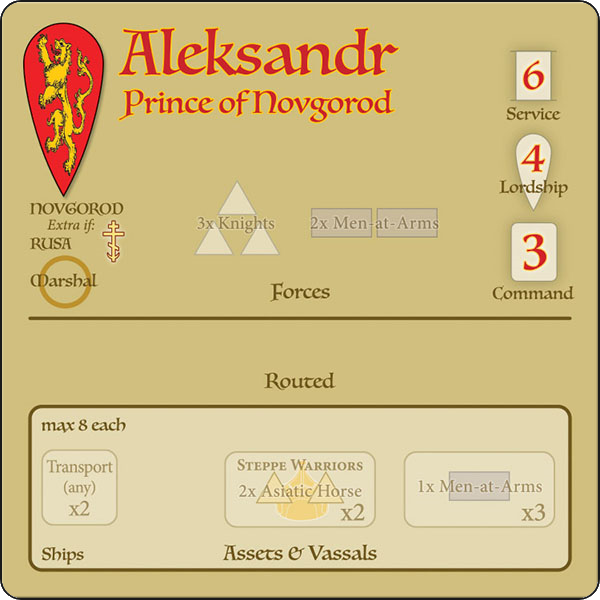 Aleksandr
Prince of Novgorod
6
Service
4
Lordship
3
Command
NOVGOROD
Extra if:
RUSA
Marshal
3x Knights
2x Men-at-Arms
Forces
Routed
max 8 each
Transport
(any)
x2
Ships
STEPPE WARRIORS
2x Asiatic Horse
x2
1x Men-at-Arms
x3
Assets & Vassals